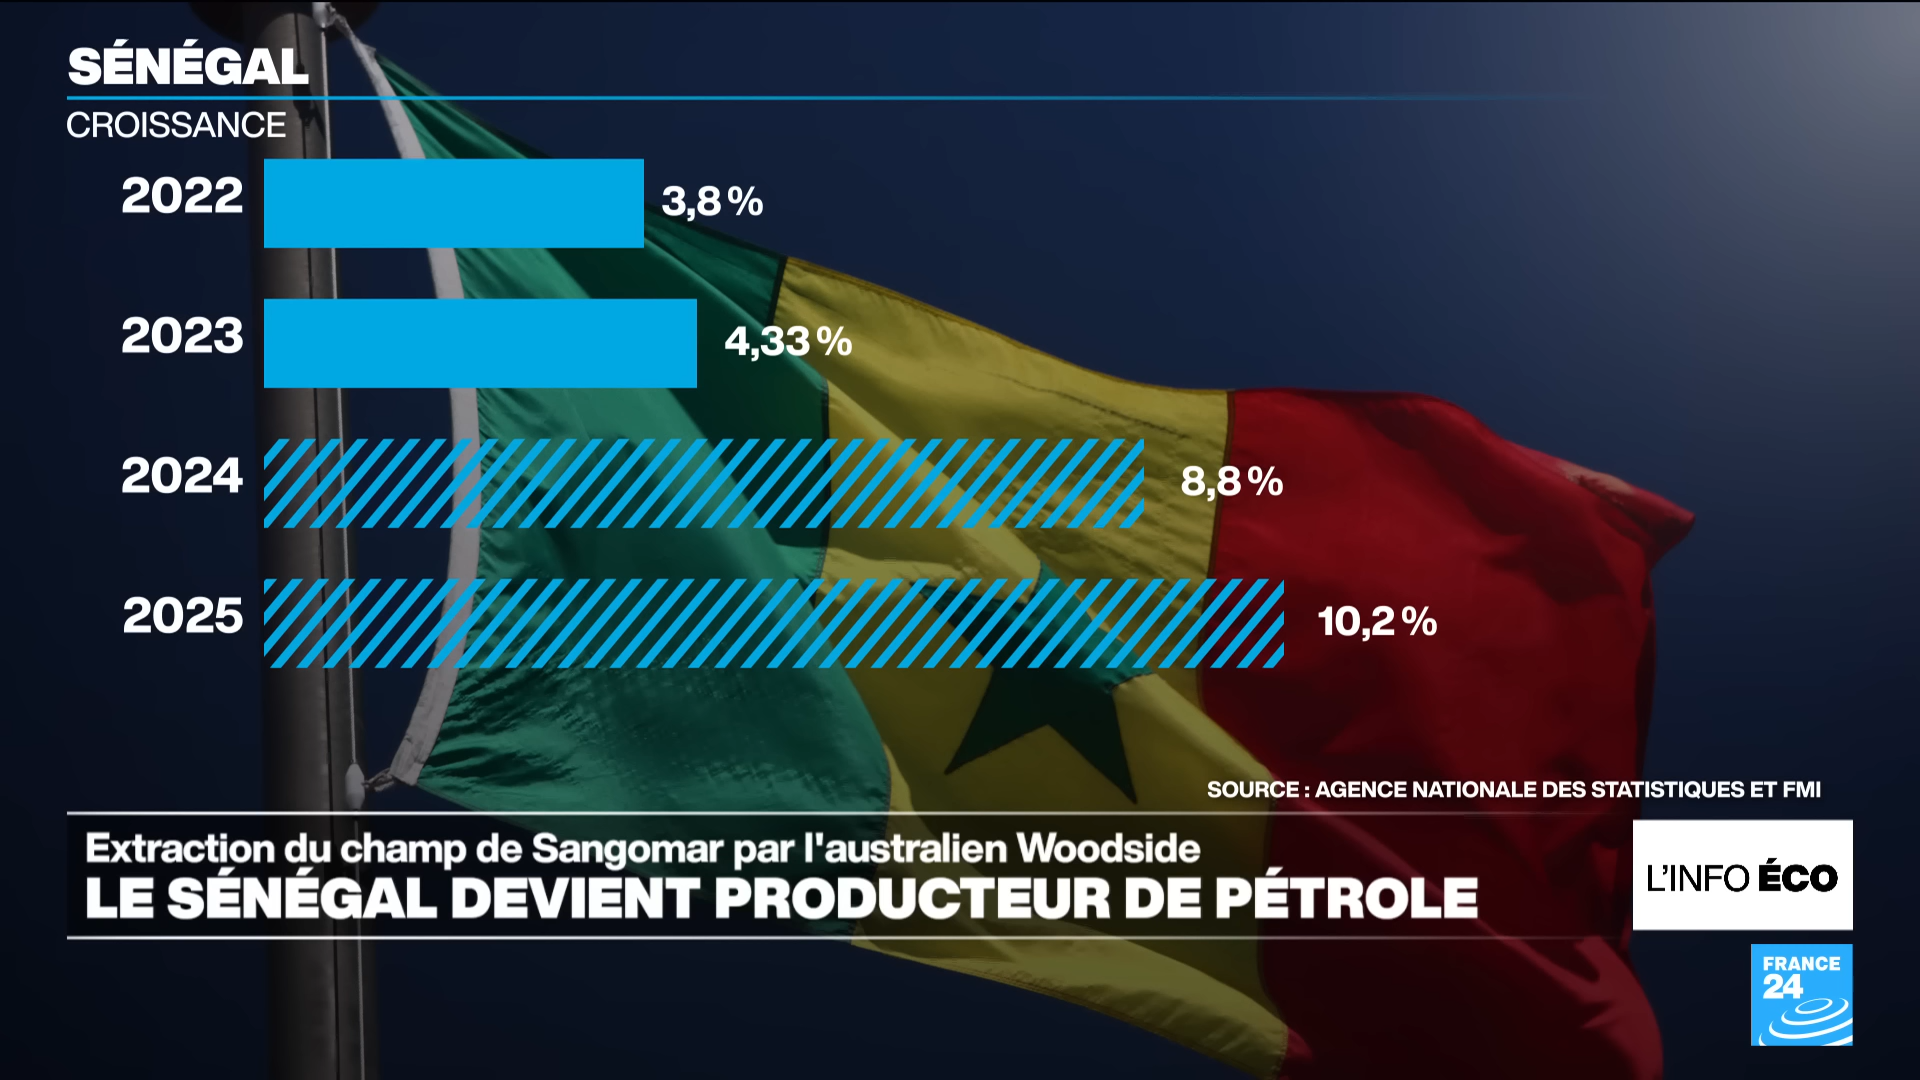 SÉNÉGAL
CROISSANCE
2022 3,8 %
2023 4,33 %
2024 8,8 %
2025 10,2 %
SOURCE : AGENCE NATIONALE DES STATISTIQUES ET FMI
Extraction du champ de Sangomar par l'australien Woodside
LE SÉNÉGAL DEVIENT PRODUCTEUR DE PÉTROLE
L'INFO ÉCO
FRANCE
24